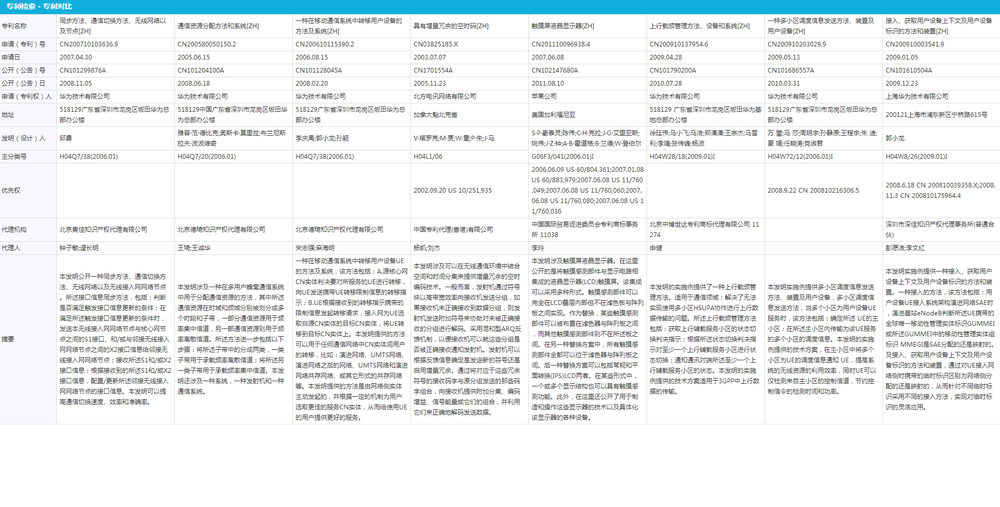 专利检索 - 专利对比
专利名称
同步方法、通信切换方法、无线网络以
及节点[ZH]
通信资源分配方法和系统[ZH]
一种在移动通信系统中转移用户设备的
方法及系统[ZH]
具有增量冗余的空时码[ZH]
触摸屏液晶显示器[ZH]
上行载频管理方法、设备和系统[ZH]
一种多小区调度信息发送方法、装置及
用户设备[ZH]
接入、获取用户设备上下文及用户设备
标识的方法和装置[ZH]
申请（专利）号
CN200710103636.9
CN200580050150.2
CN200610115390.2
CN03825185.X
CN201110096938.4
CN200910137954.6
CN200910203029.9
CN200910003541.9
申请日
2007.04.30
2005.06.15
2006.08.15
2003.07.07
2007.06.08
2009.04.28
2009.05.13
2009.01.05
公开（公告）号
CN101299876A
CN101204100A
CN101128045A
CN1701554A
CN102147680A
CN101790200A
CN101686557A
CN101610504A
公开（公告）日
2008.11.05
2008.06.18
2008.02.20
2005.11.23
2011.08.10
2010.07.28
2010.03.31
2009.12.23
申请（专利权）人
华为技术有限公司
华为技术有限公司
华为技术有限公司
北方电讯网络有限公司
苹果公司
华为技术有限公司
华为技术有限公司
上海华为技术有限公司
地址
518129广东省深圳市龙岗区坂田华为总
部办公楼
518129中国广东省深圳市龙岗区坂田华
为总部办公楼
518129广东省深圳市龙岗区坂田华为总
部办公楼
加拿大魁北克省
美国加利福尼亚
518129 广东省深圳市龙岗区坂田华为基
地总部办公楼
518129广东省深圳市龙岗区坂田华为总
部办公楼
200121上海市浦东新区宁桥路615号
发明（设计）人
邱勇
雅普·范·德比克;奥斯卡·莫里兹;布兰尼斯
拉夫·波波维奇
李庆禹;郭小龙;孙颖
V·塔罗克;M·贾;W·童;P·朱;J·马
S·P·豪泰灵;陈伟;C·H·克拉;J·G·艾里亚斯;
姚伟;J·Z·钟;A·B·霍道格;B·兰德;W·登伯尔
徐廷伟;马小飞;马洁;郑潇潇;王宗杰;马雪
利;李靖;贺传峰;杨波
万 蕾;马 莎;周明宇;孙静原;王程宇;朱 迪;
夏 媛;任晓涛;党淑君
郭小龙
主分类号
H04Q7/38(2006.01)
H04Q7/20(2006.01)
H04Q7/38(2006.01)
H04L1/06
G06F3/041(2006.01)I
H04W28/18(2009.01)I
H04W72/12(2006.01)I
H04W8/26(2009.01)I
优先权
2002.09.20 US 10/251,935
2006.06.09 US 60/804,361;2007.01.08
US 60/883,979;2007.06.08 US 11/760
,049;2007.06.08 US 11/760,060;2007.
06.08 US 11/760,080;2007.06.08 US 1
1/760,036
2008.9.22 CN 200810216306.5
2008.6.18 CN 200810039358.X;2008.
11.3 CN 200810175964.4
代理机构
北京集佳知识产权代理有限公司
北京德琦知识产权代理有限公司
北京德琦知识产权代理有限公司
中国专利代理(香港)有限公司
中国国际贸易促进委员会专利商标事务
所 11038
北京中博世达专利商标代理有限公司 11
274
深圳市深佳知识产权代理事务所(普通合
伙)
代理人
钟子敏;逯长明
王琦;王诚华
宋志强;麻海明
杨凯;刘杰
李玲
申健
彭愿洁;李文红
摘要
本发明公开一种同步方法、通信切换方
法、无线网络以及无线接入网网络节点
。所述接口信息同步方法，包括：判断
是否满足触发接口信息更新的条件；在
满足所述触发接口信息更新的条件时，
发送本无线接入网网络节点与核心网节
点之间的S1接口、和/或与邻接无线接入
网网络节点之间的X2接口信息给邻接无
线接入网网络节点；接收所述S1和/或X2
接口信息；根据接收到的所述S1和/或X2
接口信息，配置/更新所述邻接无线接入
网网络节点的接口信息。本发明可以提
高通信切换速度、效率和准确率。
本发明涉及一种在多用户蜂窝通信系统
中用于分配通信资源的方法，其中所述
通信资源在时域和频域分别被划分成多
个时段和子带，一部分通信资源用于频
率集中信道，另一部通信资源则用于频
率离散信道。所述方法进一步包括以下
步骤：将所述子带中的分成两类，一类
子带用于承载频率离散信道；将所述另
一类子带用于承载频率集中信道。本发
明还涉及一种系统，一种发射机和一种
通信系统。
一种在移动通信系统中转移用户设备UE
的方法及系统，该方法包括：A.源核心网
CN实体判决要对所服务的UE进行转移，
向UE发送携带UE转移限制信息的转移指
示；B.UE根据接收到的转移指示携带的
限制信息发起转移请求，接入网为UE选
取非源CN实体的目标CN实体，将UE转
移到目标CN实体上。本发明提供的方法
可以用于任何通信网络中CN实体间用户
的转移，比如：演进网络、UMTS网络、
演进网络之后的网络、UMTS网络和演进
网络共存网络、或其它形式的共存网络
等。本发明提供的方法是由网络侧实体
主动发起的，并根据一定的机制为用户
选取更佳的服务CN实体，从而给使用UE
的用户提供更好的服务。
本发明涉及可以在无线通信环境中结合
空间和时间分集来提供增量冗余的空时
编码技术。一般而言，发射机通过符号
块以高带宽效率向接收机发送分组，如
果接收机未正确接收到数据分组，则发
射机发送附加符号来协助对未被正确接
收的分组进行解码。采用混和型ARQ反
馈机制，以便接收机可以就这些分组是
否被正确接收通知发射机。发射机可以
根据反馈信息确定是发送新的符号还是
启用增量冗余。通过将对应于这些冗余
符号的接收码字与原分组发送的那些码
字组合，向接收机提供附加分集、编码
增益、信号能量或它们的组合，并利用
它们来正确地解码发送数据。
本发明涉及触摸屏液晶显示器。在这里
公开的是将触摸感测部件与显示电路相
集成的液晶显示器(LCD)触摸屏。该集成
可以采用多种形式。触摸感测部件可以
完全在LCD叠层内部但不在滤色板与阵列
板之间实现。作为替换，某些触摸感测
部件可以被布置在滤色器与阵列板之间
，而其他触摸感测部件则不在所述板之
间。在另一种替换方案中，所有触摸感
测部件全都可以位于滤色器与阵列板之
间。后一种替换方案可以包括常规和平
面转换(IPS)LCD两者。在某些形式中，
一个或多个显示结构也可以具有触摸感
测功能。此外，在这里还公开了用于制
造和操作这些显示器的技术以及具体化
该显示器的各种设备。
本发明的实施例提供了一种上行载频管
理方法。适用于通信领域；解决了无法
实现使用多小区HSUPA协作进行上行数
据传输的问题。所述上行载频管理方法
包括：获取上行辅载服务小区的状态切
换判决指示；根据所述状态切换判决指
示对至少一个上行辅载服务小区进行状
态切换；通知通讯对端所述至少一个上
行辅载服务小区的状态。本发明的实施
例提供的技术方案适用于3GPP中上行数
据的传输。
本发明实施例提供多小区调度信息发送
方法、装置及用户设备，多小区调度信
息发送方法，当多个小区为用户设备UE
服务时，该方法包括：确定所述 UE的主
小区；在所述主小区内传输为该UE服务
的多个小区的调度信息。本发明的实施
例提供的技术方案，在主小区中将多个
小区为UE的调度信息通知 UE，提高系
统的无线资源的利用效率，同时UE可以
仅检测来自主小区的控制信道，节约控
制信令的检测时间和功率。
本发明实施例提供一种接入、获取用户
设备上下文及用户设备标识的方法和装
置。一种接入的方法，该方法包括：用
户设备UE接入系统架构演进网络SAE时
，演进基站eNodeB判断所述UE携带的
全球唯一移动性管理实体标识GUMMEI
或所述GUMMEI中的移动性管理实体组
标识 MMEGI是SAE分配的还是映射的。
及接入、获取用户设备上下文及用户设
备标识的方法和装置，通过对UE接入网
络侧时携带的临时标识区别为网络侧分
配的还是映射的，从而针对不同临时标
识采用不同的接入方法，实现对临时标
识的灵活应用。